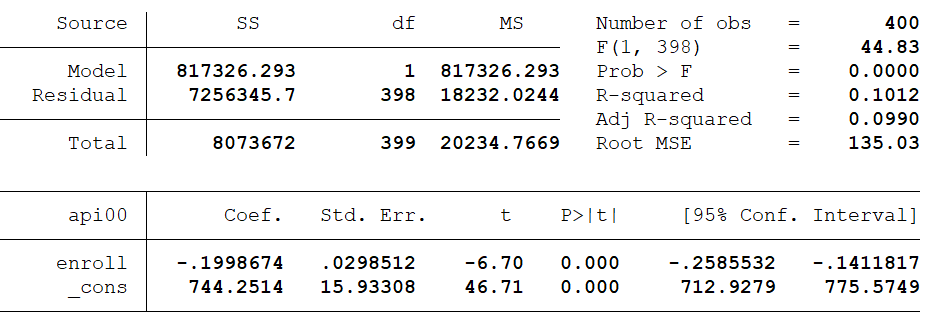 Source SS df MS Number of obs = 400
F(1, 398) = 44.83
Model 817326.293 1 817326.293 Prob > F = 0.0000
Residual 7256345.7 398 18232.0244 R-squared = 0.1012
Adj R-squared = 0.0990
Total 8073672 399 20234.7669 Root MSE = 135.03
api00 Coef. Std. Err. t P>|t| [95% Conf. Interval]
enroll -.1998674 .0298512 -6.70 0.000 -.2585532 -.1411817
_cons 744.2514 15.93308 46.71 0.000 712.9279 775.5749